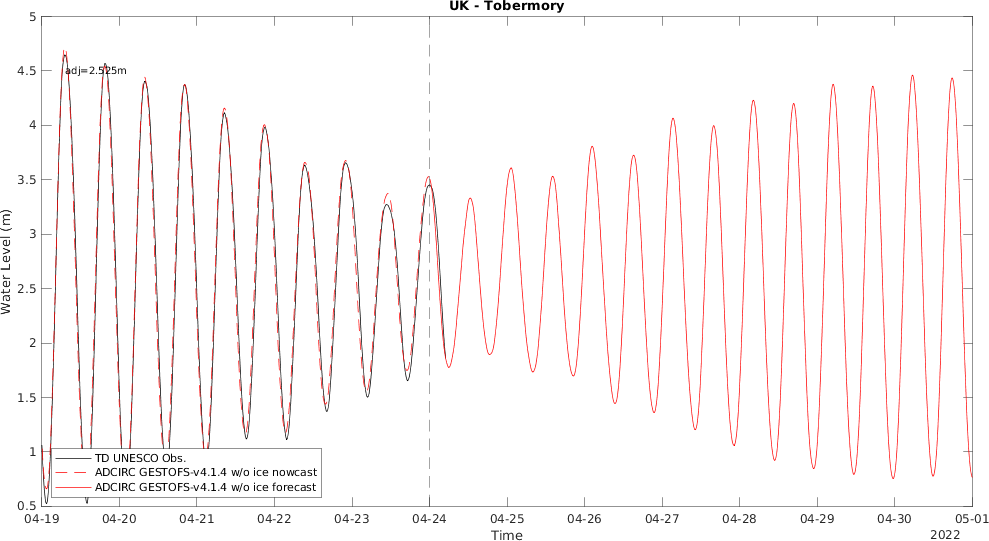 UK - Tobermory
5
4.5
4
3.5
3
2.5
2
1.5
1
0.5
Water Level (m)
adj=2.525m
TD UNESCO Obs.
ADCIRC GESTOFS-v4.1.4 w/o ice nowcast
ADCIRC GESTOFS-v4.1.4 w/o ice forecast
04-19 04-20 04-21 04-22 04-23 04-24 04-25 04-26 04-27 04-28 04-29 04-30 05-01
Time
2022